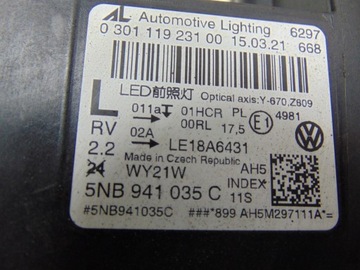 AL Automotive Lighting 6297
0 301 119 231 00 15.03.21 668
L LED前照灯 Optical axis:Y-670.Z809
011a 01HCR PL E1 4981
RV 02A 00RL 17,5
2.2 LE18A6431
24 Made in Czech Republic
WY21W AH5
5NB 941 035 C INDEX 11S
#5NB941035C ###*899 AH5M297111A*=